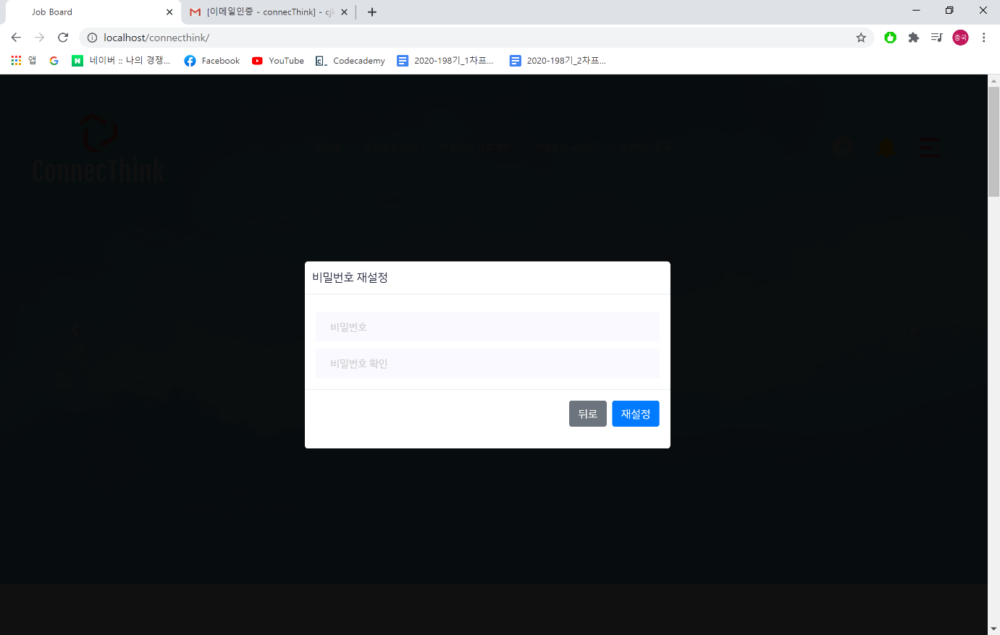 Job Board
[이메일인증 - connecThink] - cjl
localhost/connecthink/
종국
앱
네이버 :: 나의 경쟁...
Facebook
YouTube
Codecademy
2020-198기_1차프...
2020-198기_2차프...
ConnecThink
비밀번호 재설정
비밀번호
비밀번호 확인
뒤로
재설정